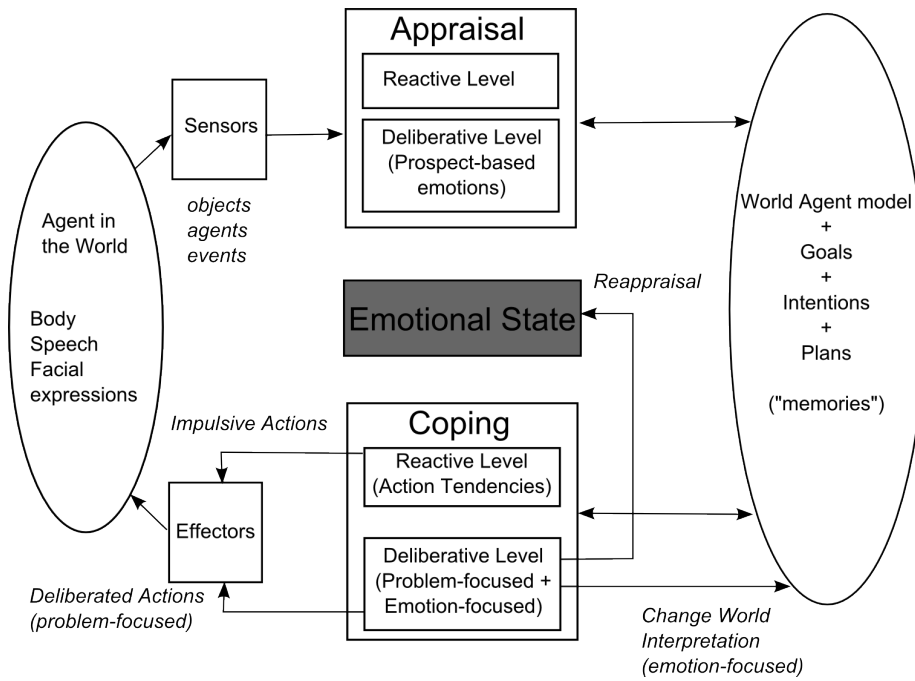 Appraisal
Reactive Level
Deliberative Level
(Prospect-based
emotions)
Sensors
objects
agents
events
Agent in
the World
Body
Speech
Facial
expressions
World Agent model
+
Goals
+
Intentions
+
Plans
("memories")
Reappraisal
Emotional State
Impulsive Actions
Coping
Reactive Level
(Action Tendencies)
Effectors
Deliberative Level
(Problem-focused +
Emotion-focused)
Deliberated Actions
(problem-focused)
Change World
Interpretation
(emotion-focused)